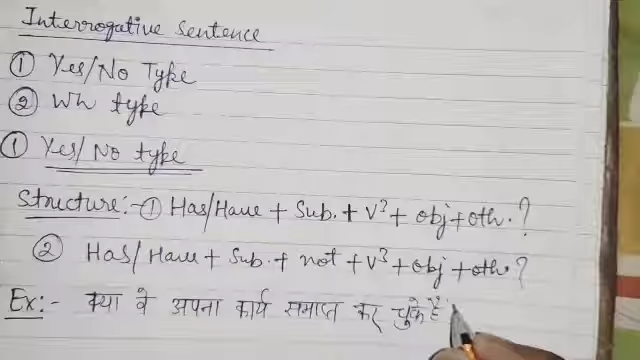 Interrogative Sentence
① Yes/No Type
② Wh type
① Yes/No type
Structure:- ① Has/Have + Sub. + V³ + obj + oth. ?
② Has/Have + Sub. + not + V³ + obj + oth ?
Ex:- क्या वे अपना कार्य समाप्त कर चुके हैं